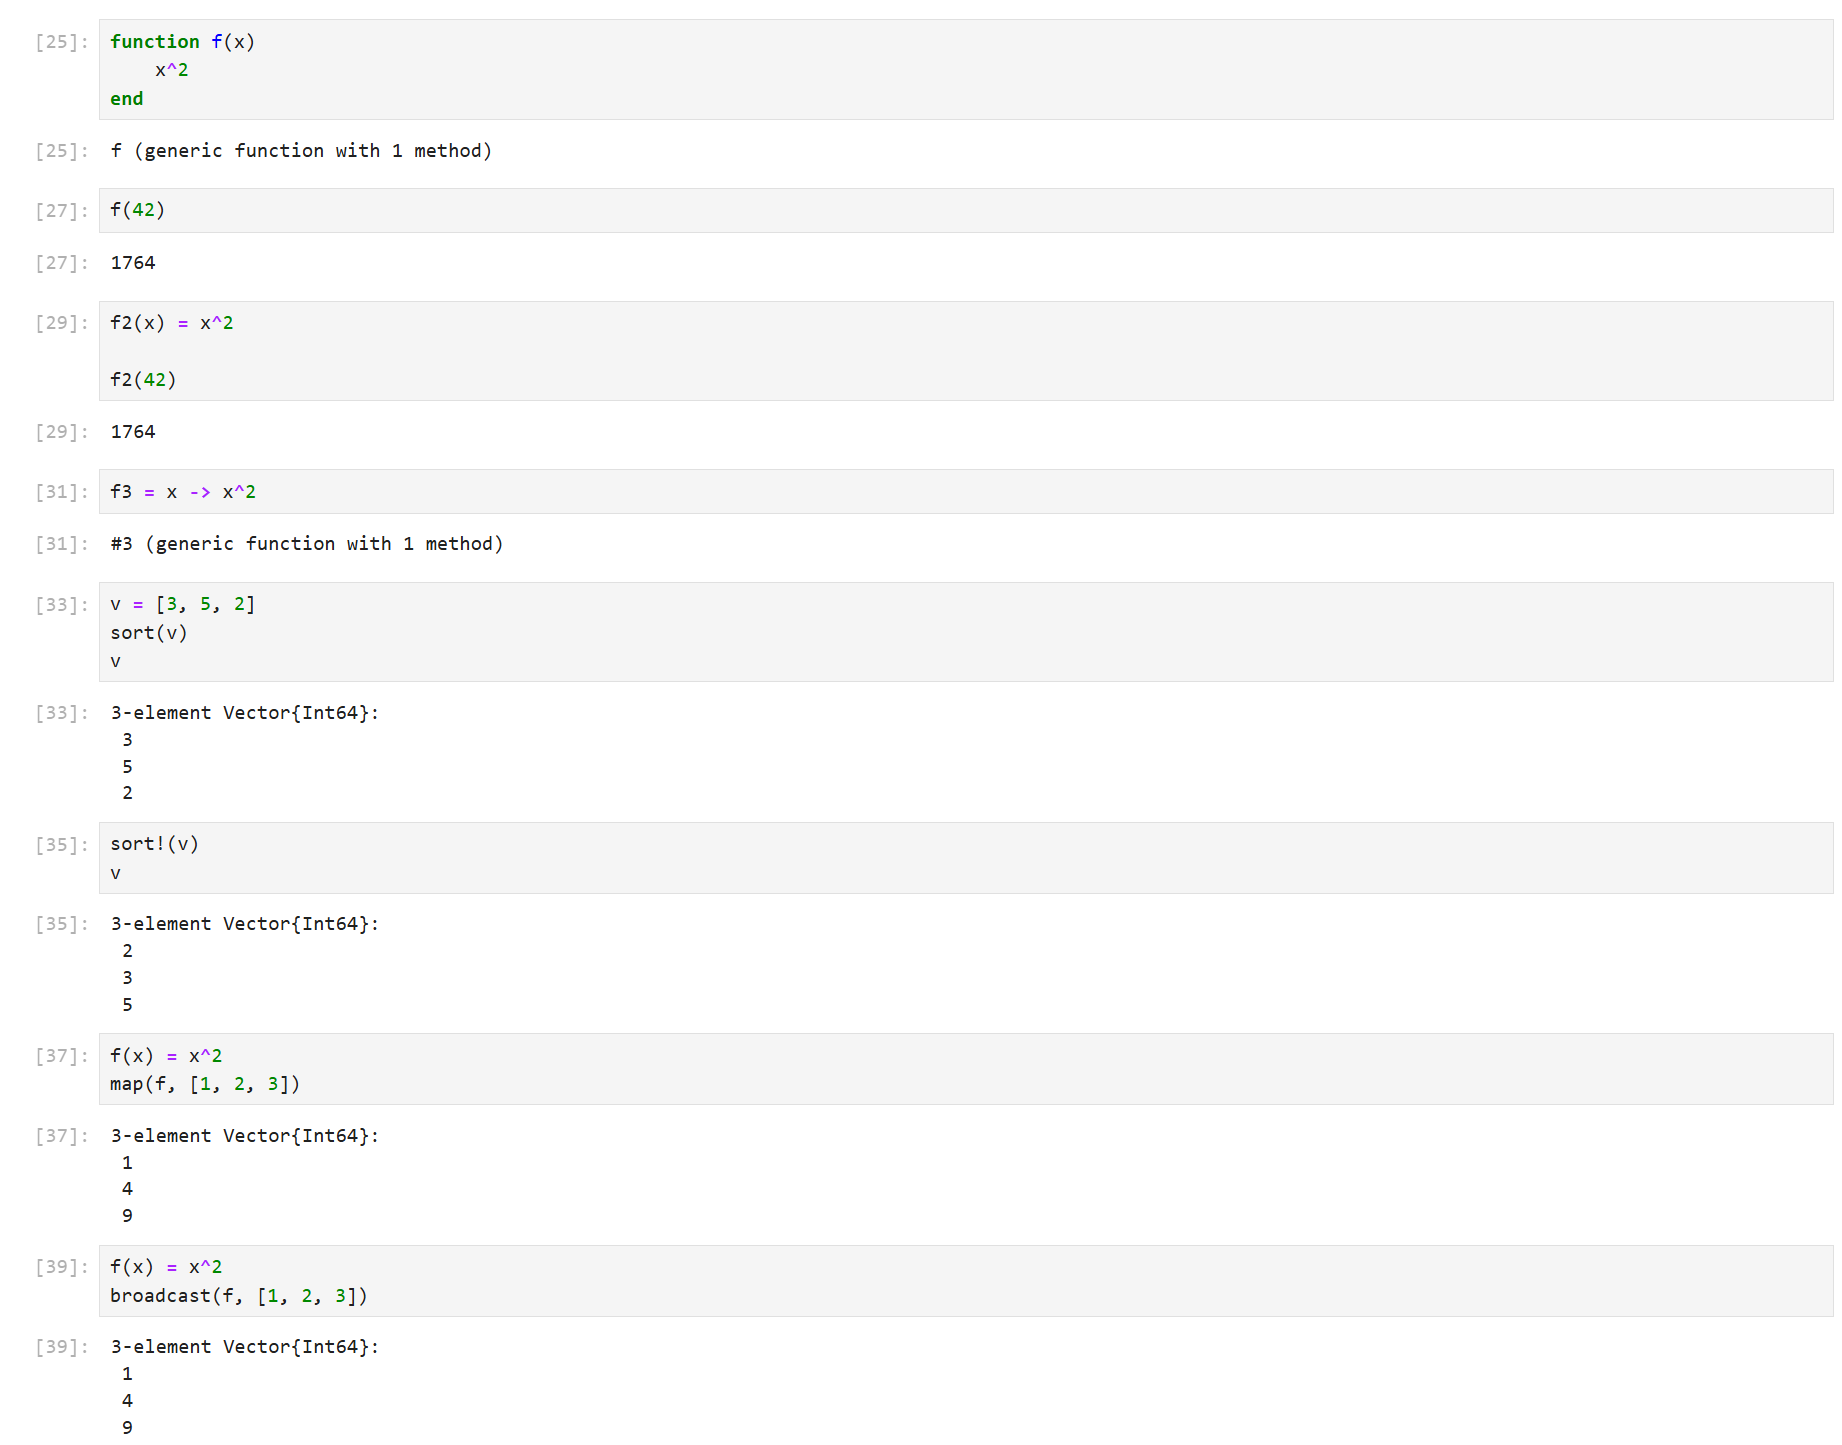 [25]: function f(x)
    x^2
end
[25]: f (generic function with 1 method)
[27]: f(42)
[27]: 1764
[29]: f2(x) = x^2
f2(42)
[29]: 1764
[31]: f3 = x -> x^2
[31]: #3 (generic function with 1 method)
[33]: v = [3, 5, 2]
sort(v)
v
[33]: 3-element Vector{Int64}:
 3
 5
 2
[35]: sort!(v)
v
[35]: 3-element Vector{Int64}:
 2
 3
 5
[37]: f(x) = x^2
map(f, [1, 2, 3])
[37]: 3-element Vector{Int64}:
 1
 4
 9
[39]: f(x) = x^2
broadcast(f, [1, 2, 3])
[39]: 3-element Vector{Int64}:
 1
 4
 9